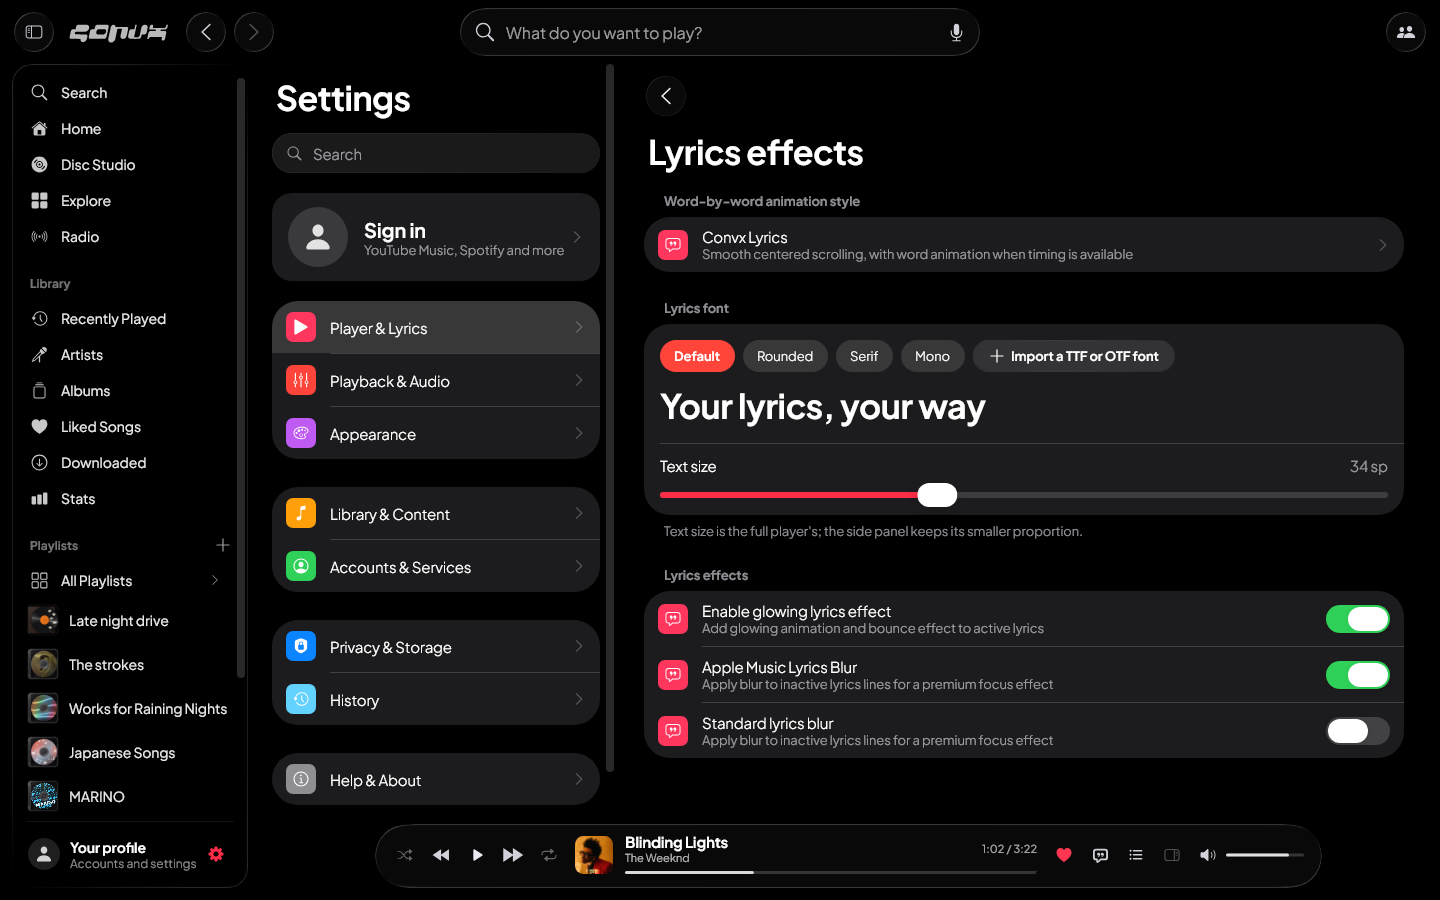 What do you want to play?
Search
Home
Disc Studio
Explore
Radio
Library
Recently Played
Artists
Albums
Liked Songs
Downloaded
Stats
Playlists
All Playlists
Late night drive
The strokes
Works for Raining Nights
Japanese Songs
MARINO
Your profile
Accounts and settings
Settings
Search
Sign in
YouTube Music, Spotify and more
Player & Lyrics
Playback & Audio
Appearance
Library & Content
Accounts & Services
Privacy & Storage
History
Help & About
Lyrics effects
Word-by-word animation style
Convx Lyrics
Smooth centered scrolling, with word animation when timing is available
Lyrics font
Default Rounded Serif Mono Import a TTF or OTF font
Your lyrics, your way
Text size 34 sp
Text size is the full player's; the side panel keeps its smaller proportion.
Lyrics effects
Enable glowing lyrics effect
Add glowing animation and bounce effect to active lyrics
Apple Music Lyrics Blur
Apply blur to inactive lyrics lines for a premium focus effect
Standard lyrics blur
Apply blur to inactive lyrics lines for a premium focus effect
Blinding Lights
The Weeknd
1:02 / 3:22